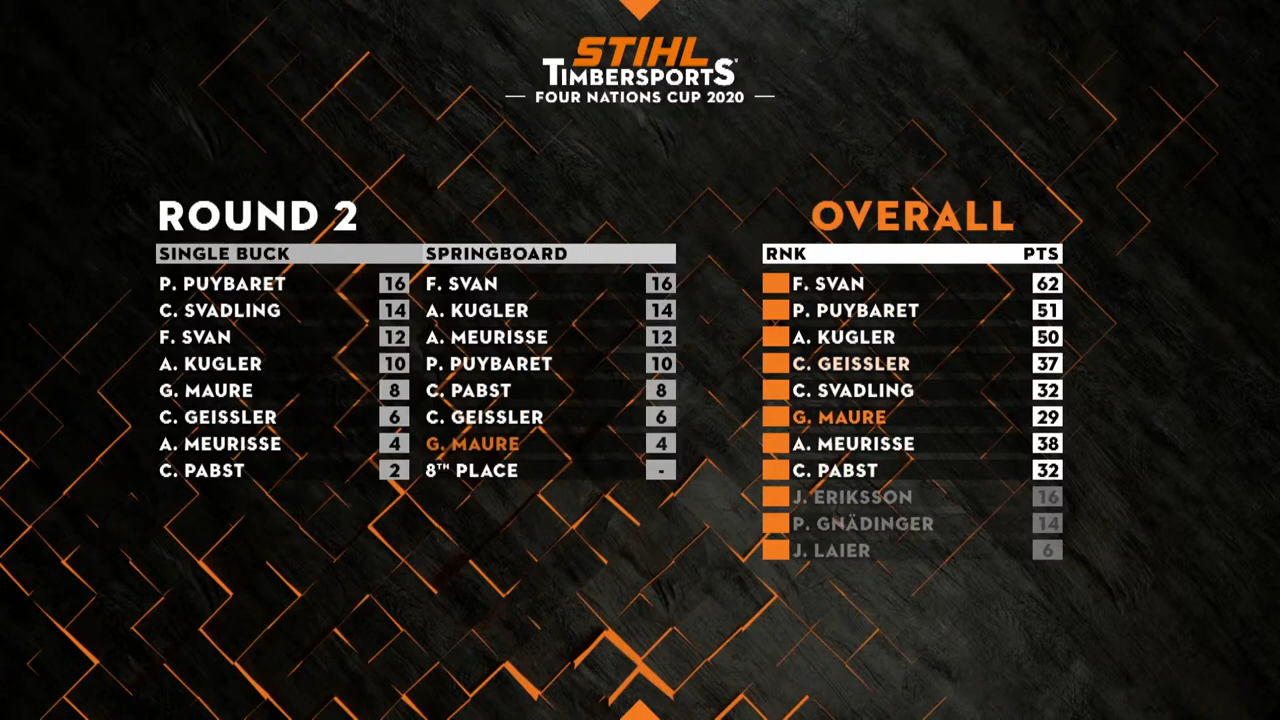 STIHL
TIMBERSPORTS
FOUR NATIONS CUP 2020
ROUND 2
SINGLE BUCK SPRINGBOARD
P. PUYBARET 16 F. SVAN 16
C. SVADLING 14 A. KUGLER 14
F. SVAN 12 A. MEURISSE 12
A. KUGLER 10 P. PUYBARET 10
G. MAURE 8 C. PABST 8
C. GEISSLER 6 C. GEISSLER 6
A. MEURISSE 4 G. MAURE 4
C. PABST 2 8TH PLACE -
OVERALL
RNK PTS
F. SVAN 62
P. PUYBARET 51
A. KUGLER 50
C. GEISSLER 37
C. SVADLING 32
G. MAURE 29
A. MEURISSE 38
C. PABST 32
J. ERIKSSON 16
P. GNÄDINGER 14
J. LAIER 6